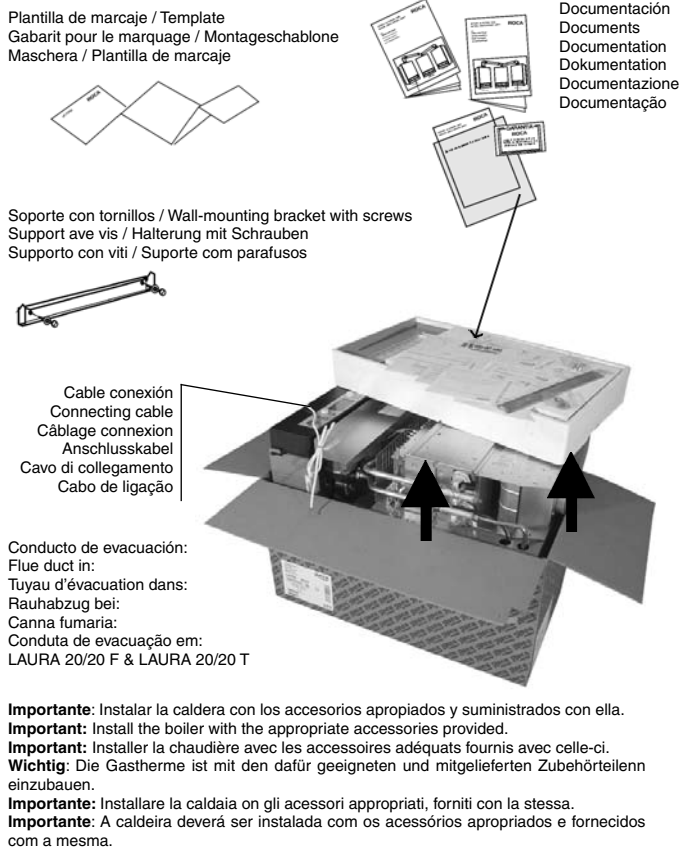 Plantilla de marcaje / Template
Gabarit pour le marquage / Montageschablone
Maschera / Plantilla de marcaje
Documentación
Documents
Documentation
Dokumentation
Documentazione
Documentação
ROCA
ROCA
ROCA
GARANTIA
ROCA
Soporte con tornillos / Wall-mounting bracket with screws
Support ave vis / Halterung mit Schrauben
Supporto con viti / Suporte com parafusos
Cable conexión
Connecting cable
Câblage connexion
Anschlusskabel
Cavo di collegamento
Cabo de ligação
Conducto de evacuación:
Flue duct in:
Tuyau d'évacuation dans:
Rauhabzug bei:
Canna fumaria:
Conduta de evacuação em:
LAURA 20/20 F & LAURA 20/20 T
Importante: Instalar la caldera con los accesorios apropiados y suministrados con ella.
Important: Install the boiler with the appropriate accessories provided.
Important: Installer la chaudière avec les accessoires adéquats fournis avec celle-ci.
Wichtig: Die Gastherme ist mit den dafür geeigneten und mitgelieferten Zubehörteilenn
einzubauen.
Importante: Installare la caldaia on gli acessori appropriati, forniti con la stessa.
Importante: A caldeira deverá ser instalada com os acessórios apropriados e fornecidos
com a mesma.